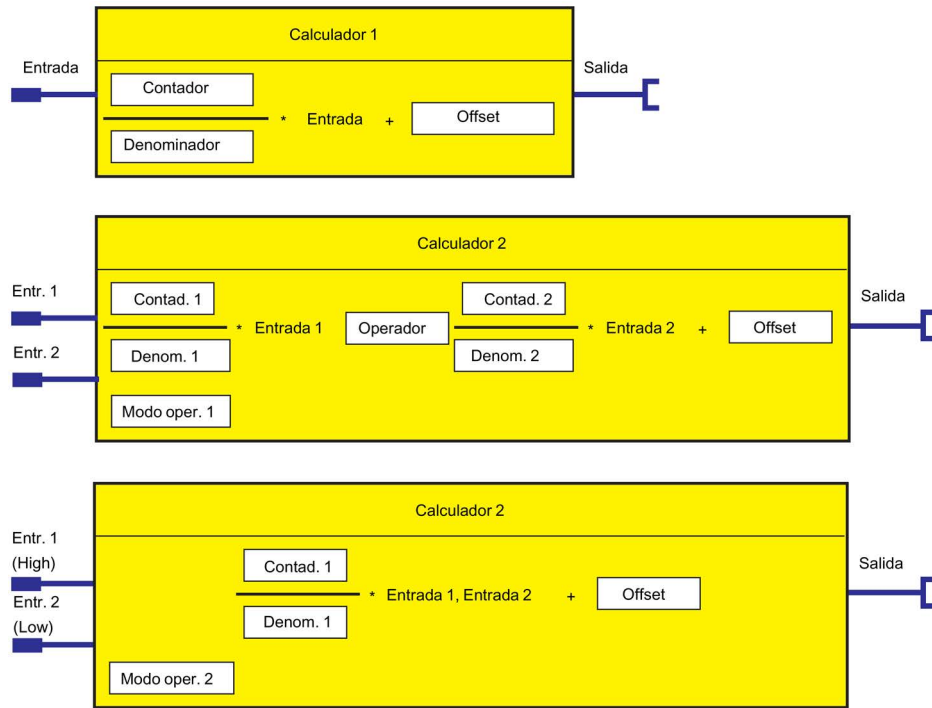 Calculador 1
Entrada
Salida
Contador
* Entrada + Offset
Denominador
Calculador 2
Entr. 1
Contad. 1
Contad. 2
Salida
* Entrada 1 Operador * Entrada 2 + Offset
Entr. 2
Denom. 1
Denom. 2
Modo oper. 1
Calculador 2
Entr. 1
(High)
Contad. 1
Salida
* Entrada 1, Entrada 2 + Offset
Entr. 2
(Low)
Denom. 1
Modo oper. 2